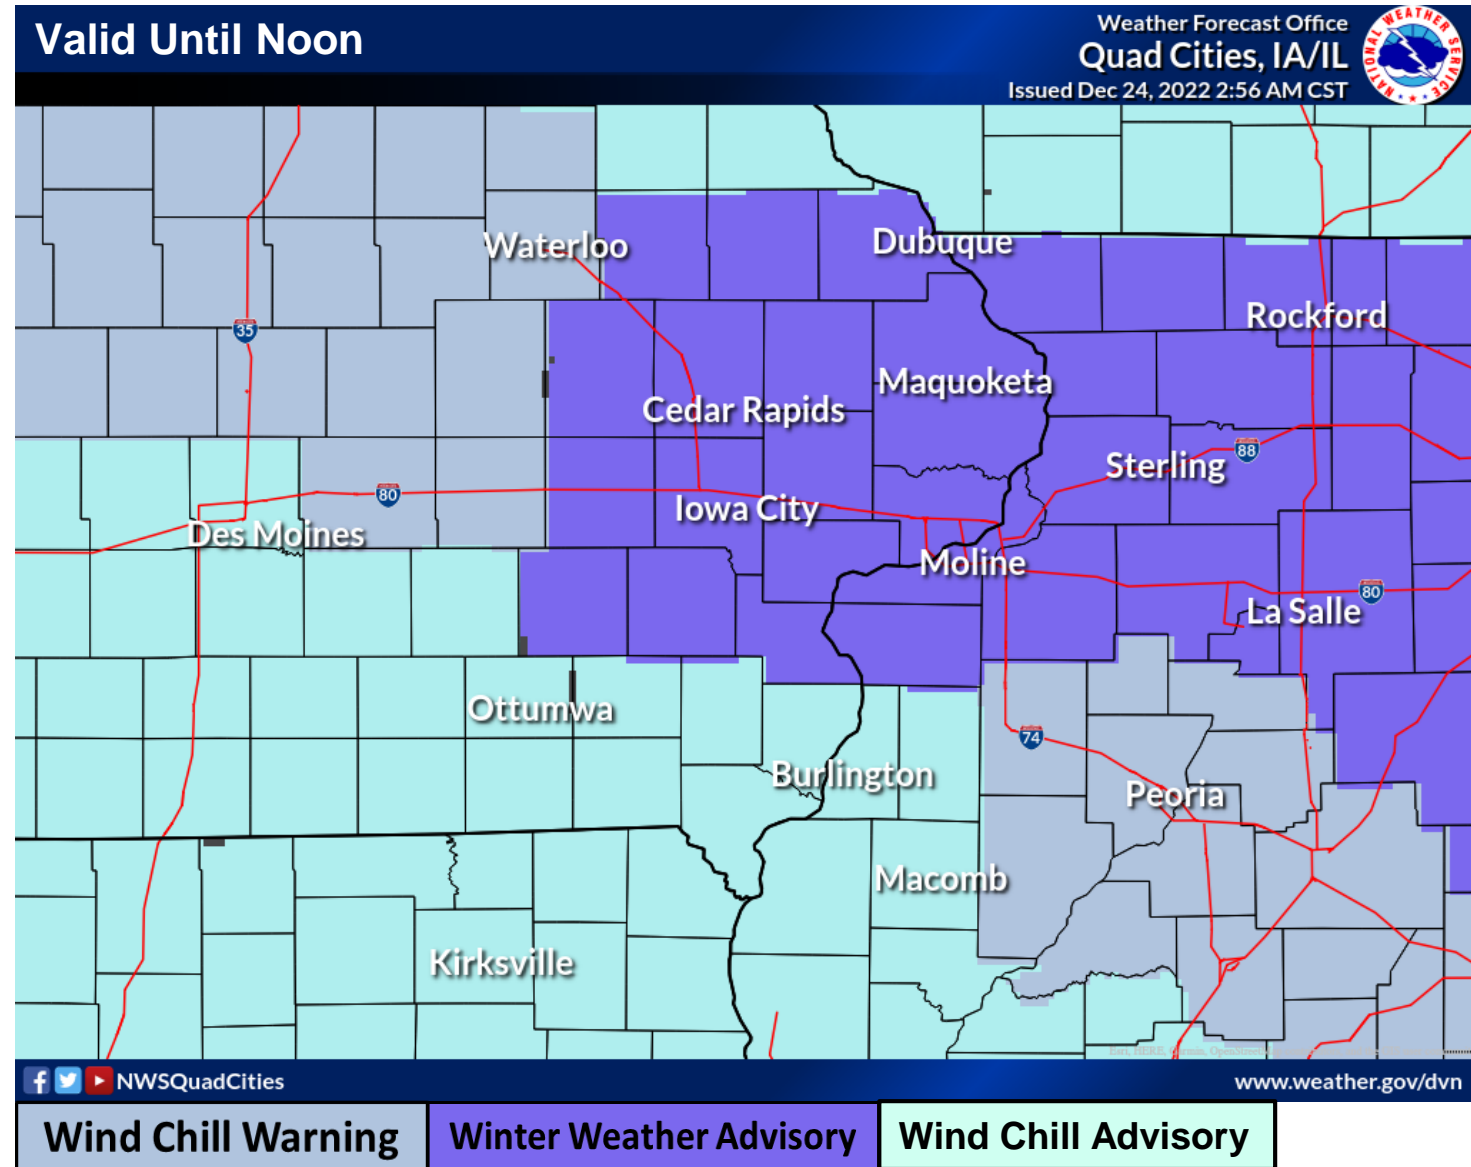 Valid Until Noon
Weather Forecast Office
Quad Cities, IA/IL
Issued Dec 24, 2022 2:56 AM CST
NATIONAL WEATHER SERVICE
Waterloo
Dubuque
35
Rockford
Maquoketa
Cedar Rapids
88
Sterling
80
Iowa City
Des Moines
Moline
80
La Salle
Ottumwa
74
Burlington
Peoria
Macomb
Kirksville
Esri, HERE, Garmin,
NWSQuadCities
www.weather.gov/dvn
Wind Chill Warning
Winter Weather Advisory
Wind Chill Advisory